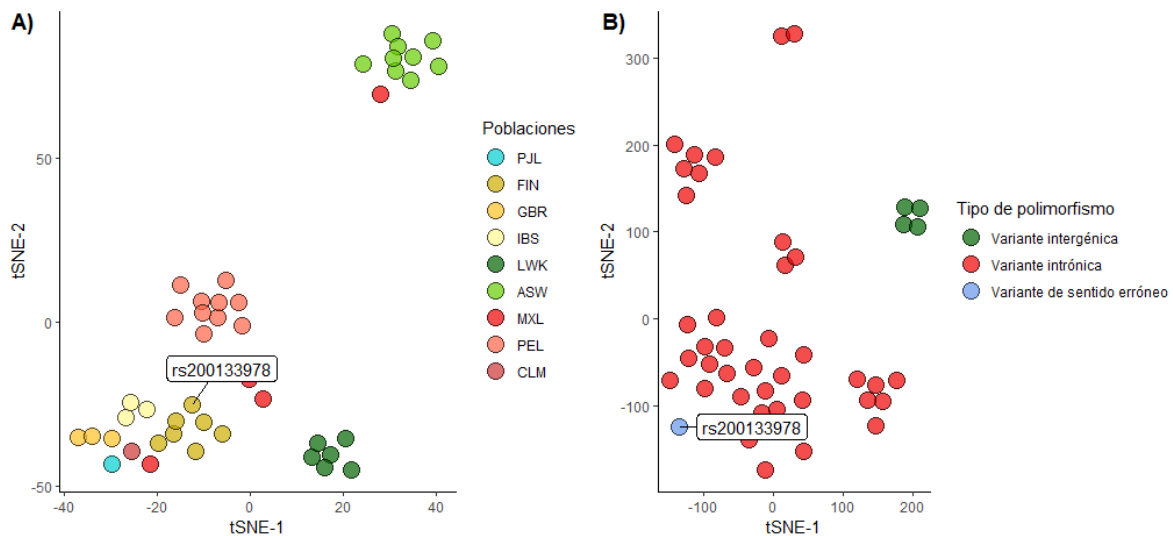 A)
50
0
-50
-40
-20
0
20
40
tSNE-2
tSNE-1
rs200133978
Poblaciones
PJL
FIN
GBR
IBS
LWK
ASW
MXL
PEL
CLM
B)
300
200
100
0
-100
-100
0
100
200
tSNE-2
tSNE-1
rs200133978
Tipo de polimorfismo
Variante intergénica
Variante intrónica
Variante de sentido erróneo